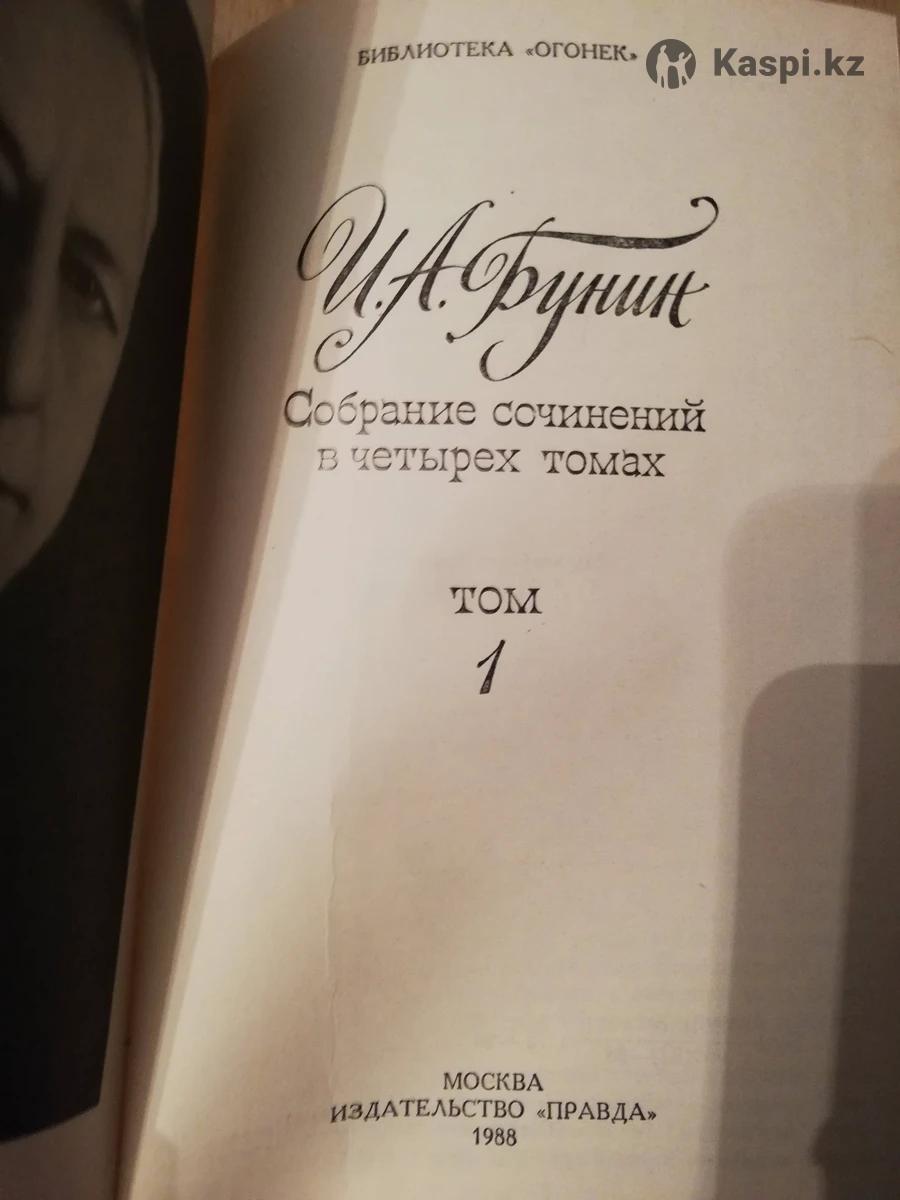 БИБЛИОТЕКА «ОГОНЕК»
Kaspi.kz
И. А. Бунин
Собрание сочинений
в четырех томах
ТОМ
1
МОСКВА
ИЗДАТЕЛЬСТВО «ПРАВДА»
1988